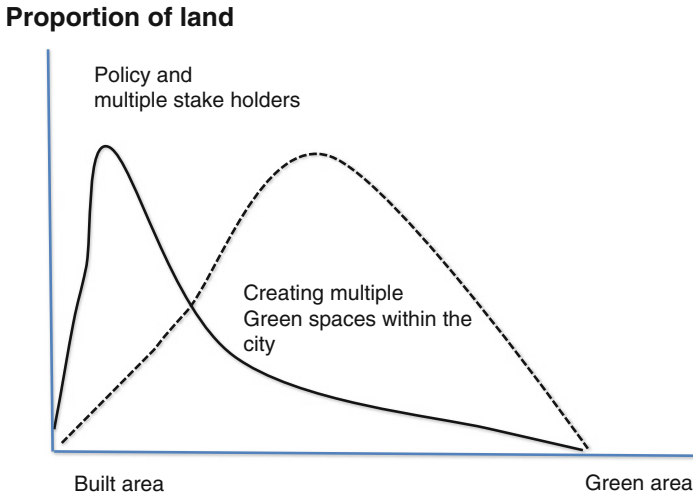 Proportion of land
Policy and
multiple stake holders
Creating multiple
Green spaces within the
city
Built area
Green area